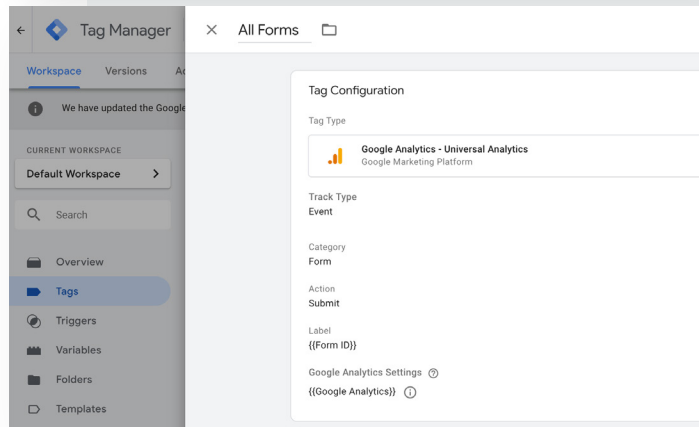 Tag Manager
All Forms
Workspace Versions
We have updated the Google
CURRENT WORKSPACE
Default Workspace
Search
Overview
Tags
Triggers
Variables
Folders
Templates
Tag Configuration
Tag Type
Google Analytics - Universal Analytics
Google Marketing Platform
Track Type
Event
Category
Form
Action
Submit
Label
{{Form ID}}
Google Analytics Settings
{{Google Analytics}}